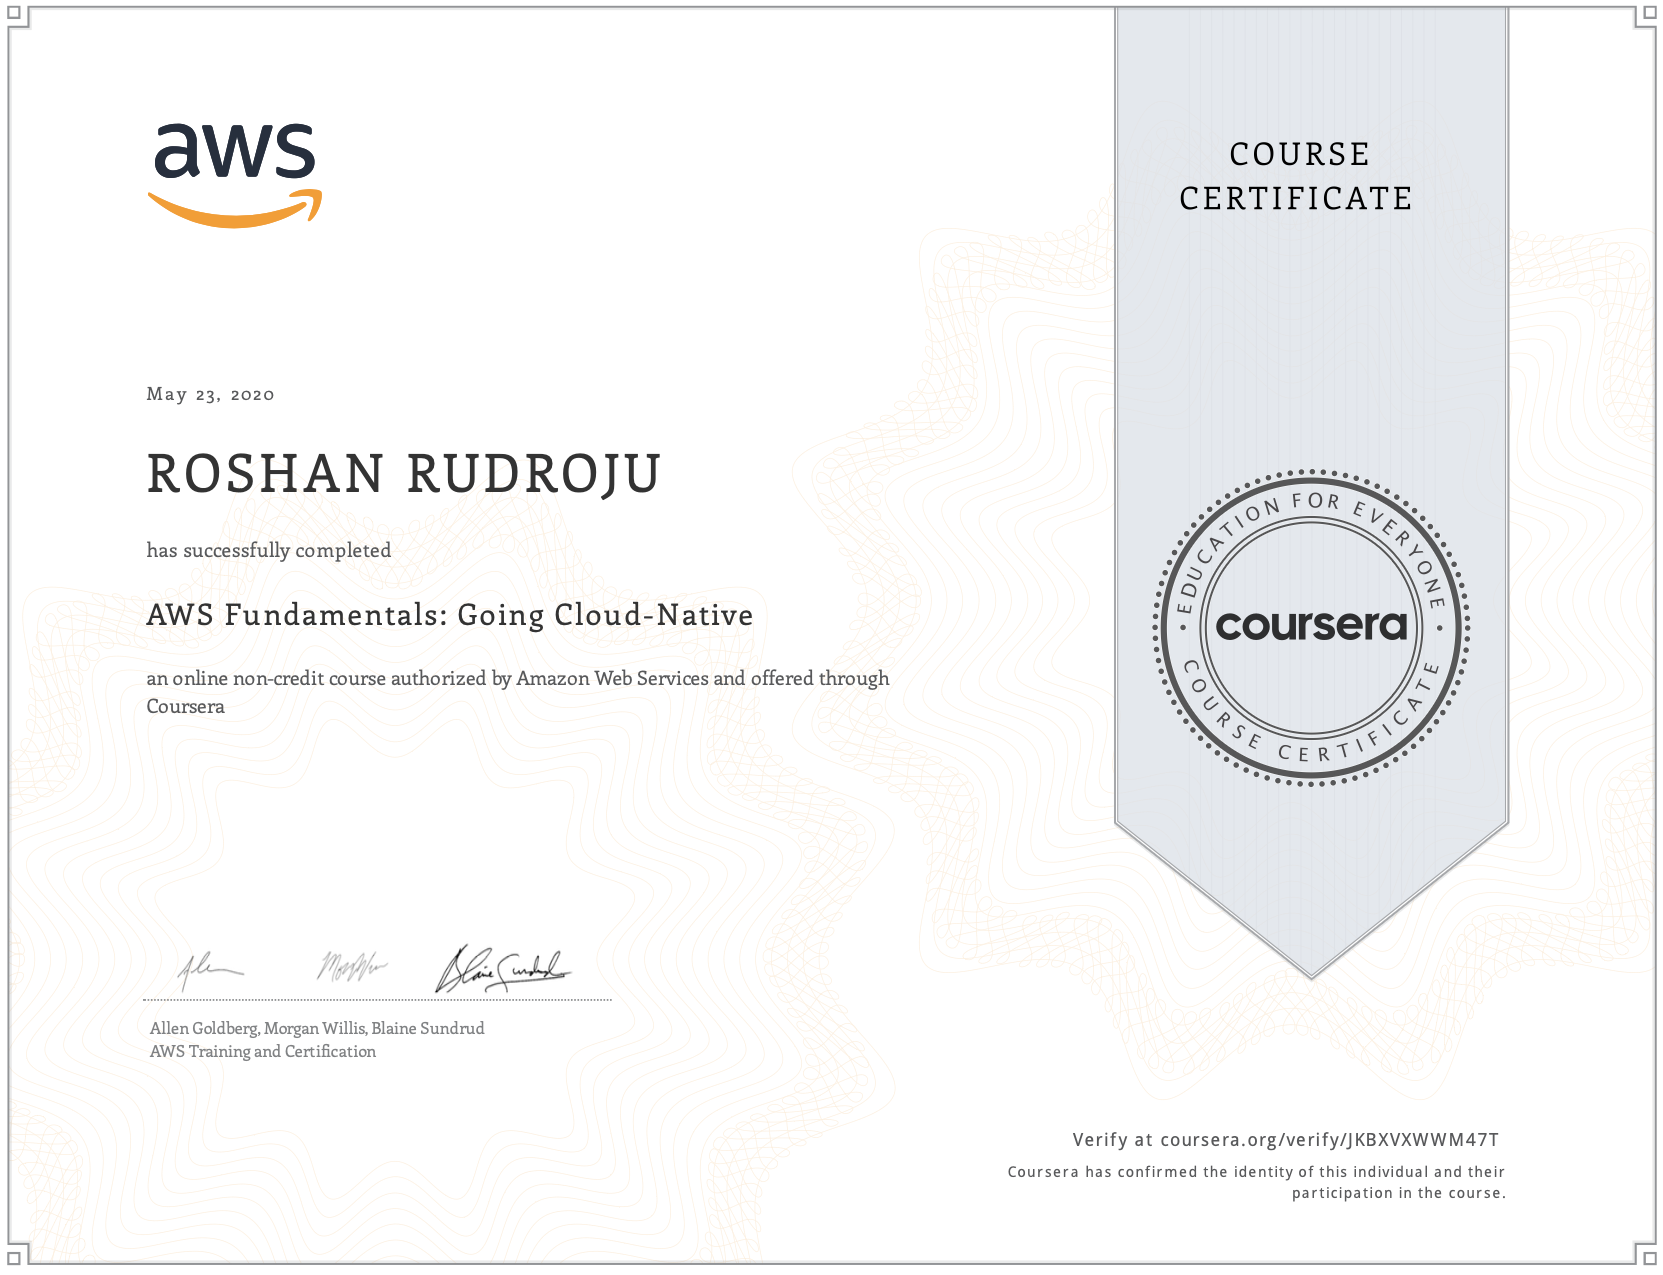 aws
COURSE
CERTIFICATE
May 23, 2020
ROSHAN RUDROJU
has successfully completed
AWS Fundamentals: Going Cloud-Native
an online non-credit course authorized by Amazon Web Services and offered through
Coursera
EDUCATION FOR EVERYONE
coursera
COURSE CERTIFICATE
Blaine Sundrud
Allen Goldberg, Morgan Willis, Blaine Sundrud
AWS Training and Certification
Verify at coursera.org/verify/JKBXVXWWM47T
Coursera has confirmed the identity of this individual and their
participation in the course.